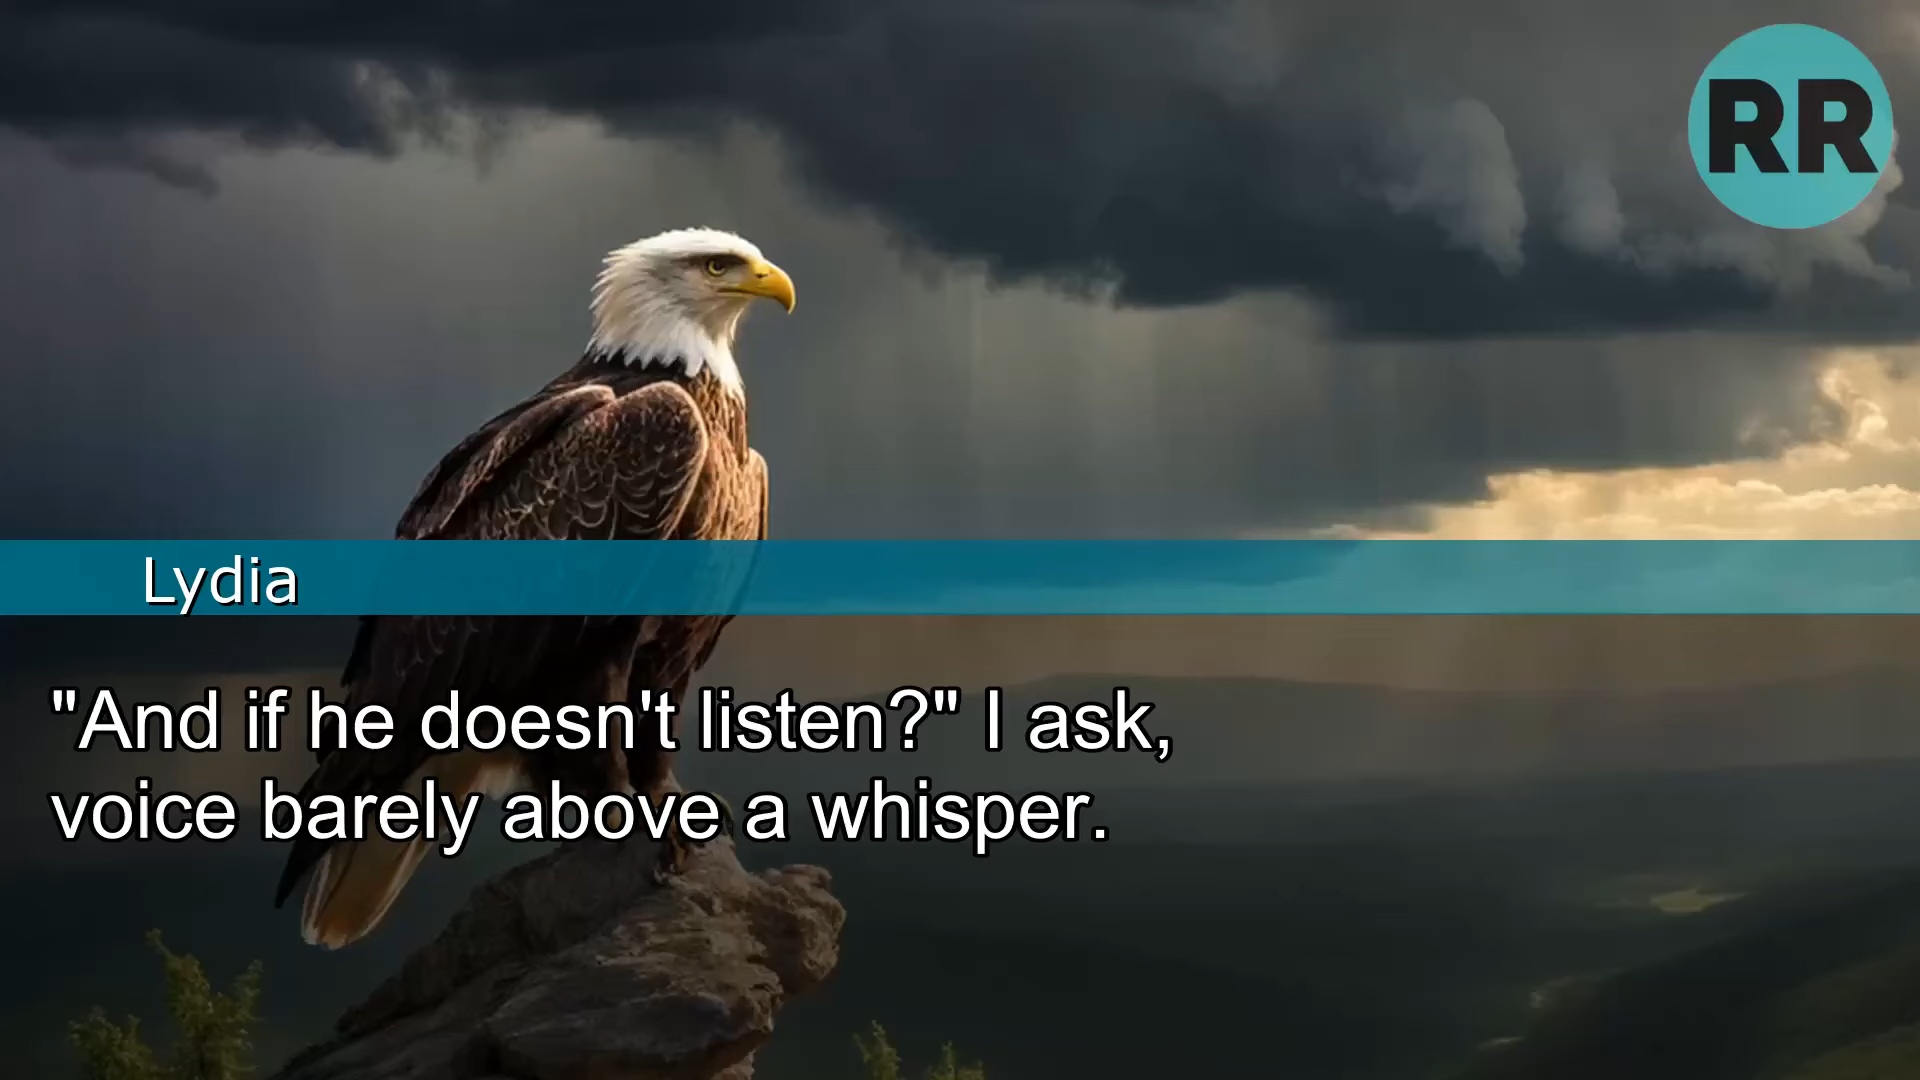 RR
Lydia
"And if he doesn't listen?" I ask,
voice barely above a whisper.